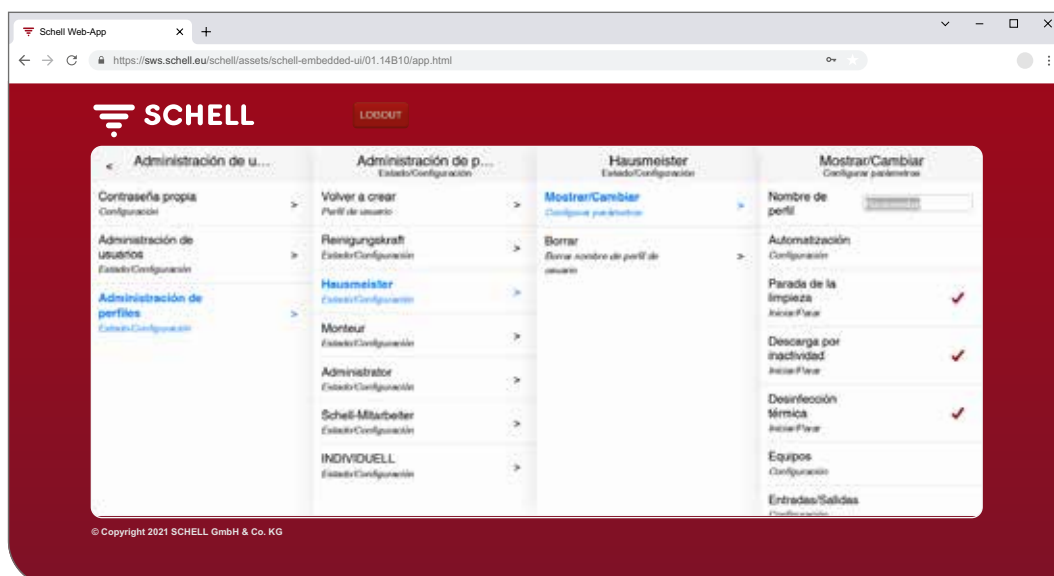 Schell Web-App
https://sws.schell.eu/schell/assets/schell-embedded-ui/01.14B10/app.html
SCHELL
LOGOUT
< Administración de u...
Contraseña propia >
Configuración
Administración de
usuarios >
Estado/Configuración
Administración de
perfiles >
Estado/Configuración
Administración de p...
Estado/Configuración
Volver a crear >
Perfil de usuario
Reinigungskraft >
Estado/Configuración
Hausmeister >
Estado/Configuración
Monteur >
Estado/Configuración
Administrator >
Estado/Configuración
Schell-Mitarbeiter >
Estado/Configuración
INDIVIDUELL >
Estado/Configuración
Hausmeister
Estado/Configuración
Mostrar/Cambiar >
Configurar parámetros
Borrar
Borrar nombre de perfil de >
usuario
Mostrar/Cambiar
Configurar parámetros
Nombre de
perfil
Hausmeister
Automatización
Configuración
Parada de la
limpieza
Iniciar/Parar
Descarga por
inactividad
Iniciar/Parar
Desinfección
térmica
Iniciar/Parar
Equipos
Configuración
Entradas/Salidas
Configuración
© Copyright 2021 SCHELL GmbH & Co. KG